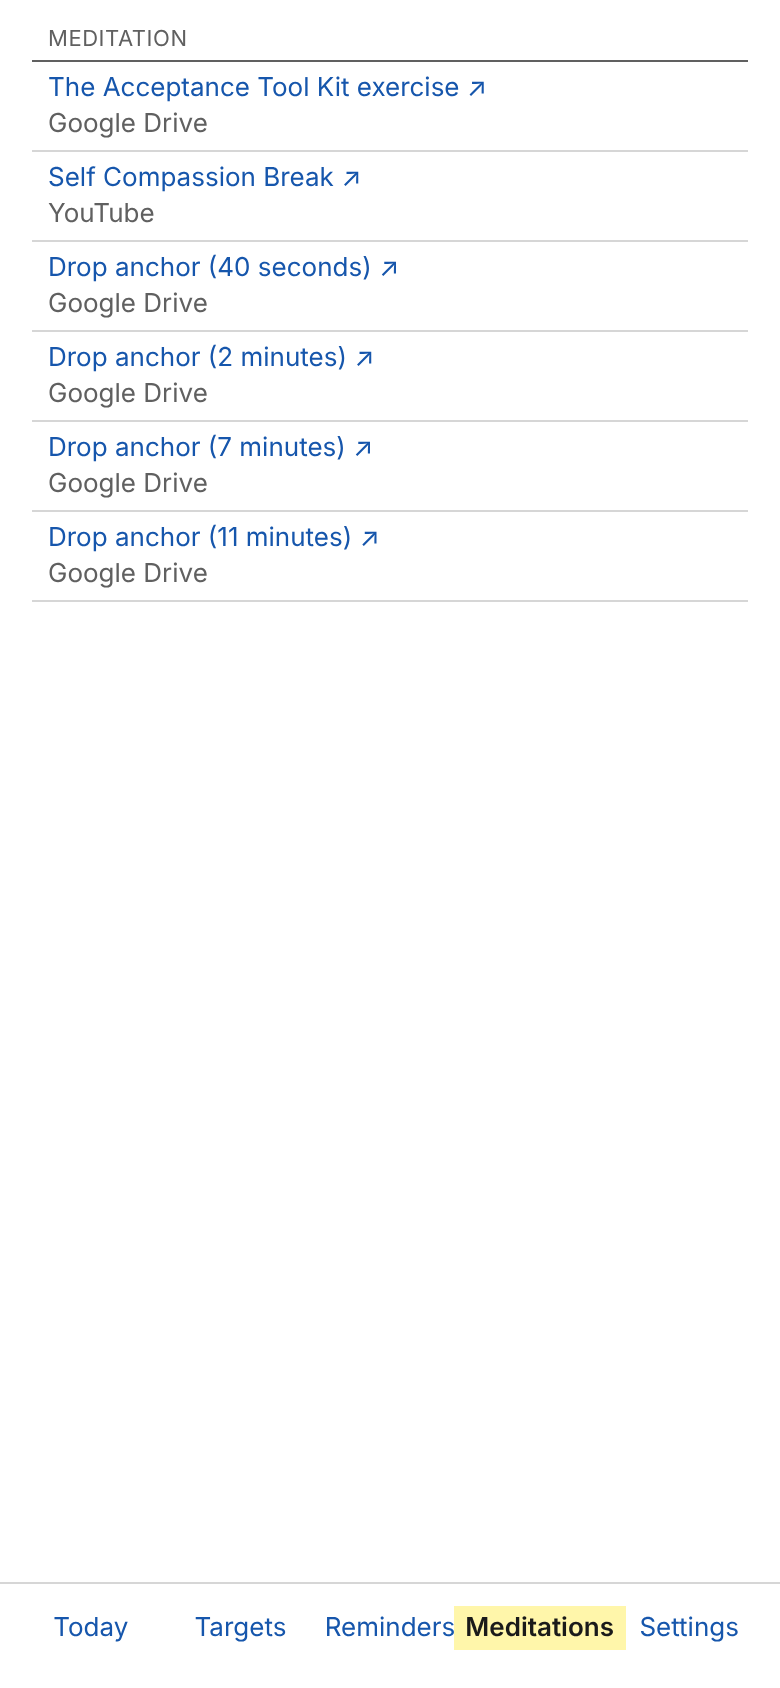 MEDITATION
The Acceptance Tool Kit exercise ↗
Google Drive
Self Compassion Break ↗
YouTube
Drop anchor (40 seconds) ↗
Google Drive
Drop anchor (2 minutes) ↗
Google Drive
Drop anchor (7 minutes) ↗
Google Drive
Drop anchor (11 minutes) ↗
Google Drive
Today Targets Reminders Meditations Settings